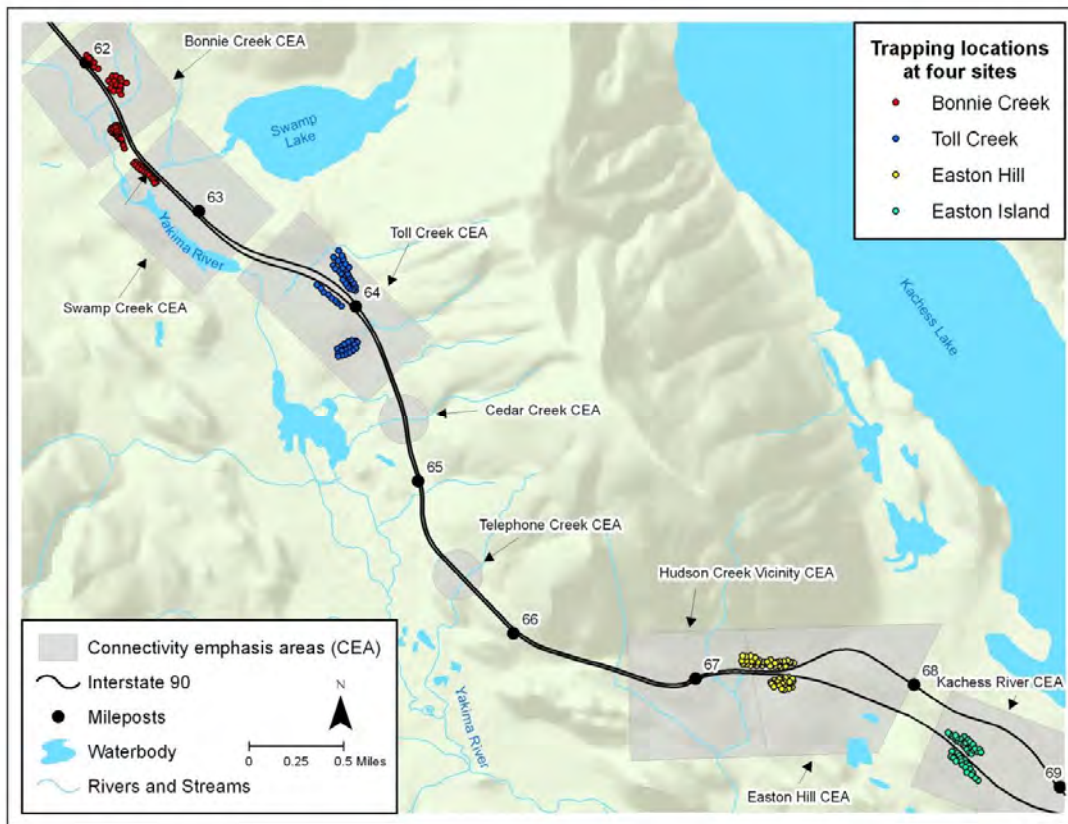 62
Bonnie Creek CEA
Swamp
Lake
63
Yakima River
Swamp Creek CEA
Toll Creek CEA
64
Cedar Creek CEA
65
Telephone Creek CEA
66
Yakima River
Hudson Creek Vicinity CEA
67
68
Kachess River CEA
69
Easton Hill CEA
Kachess Lake
Trapping locations
at four sites
Bonnie Creek
Toll Creek
Easton Hill
Easton Island
Connectivity emphasis areas (CEA)
Interstate 90
Mileposts
N
Waterbody
0 0.25 0.5 Miles
Rivers and Streams